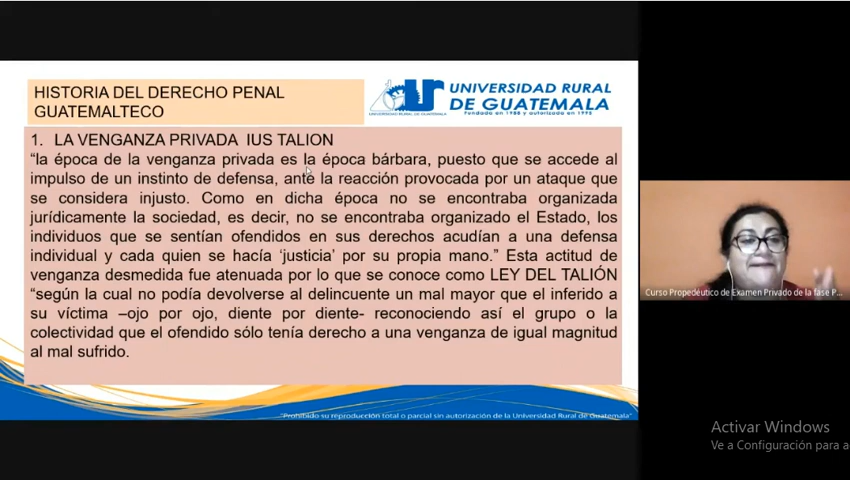 HISTORIA DEL DERECHO PENAL
GUATEMALTECO
UNIVERSIDAD RURAL
DE GUATEMALA
Fundada en 1988 y autorizada en 1995
UNIVERSIDAD RURAL DE GUATEMALA
1. LA VENGANZA PRIVADA IUS TALION
“la época de la venganza privada es la época bárbara, puesto que se accede al
impulso de un instinto de defensa, ante la reacción provocada por un ataque que
se considera injusto. Como en dicha época no se encontraba organizada
jurídicamente la sociedad, es decir, no se encontraba organizado el Estado, los
individuos que se sentían ofendidos en sus derechos acudían a una defensa
individual y cada quien se hacía ‘justicia’ por su propia mano.” Esta actitud de
venganza desmedida fue atenuada por lo que se conoce como LEY DEL TALIÓN
“según la cual no podía devolverse al delincuente un mal mayor que el inferido a
su víctima –ojo por ojo, diente por diente- reconociendo así el grupo o la
colectividad que el ofendido sólo tenía derecho a una venganza de igual magnitud
al mal sufrido.
"Prohibido su reproducción total o parcial sin autorización de la Universidad Rural de Guatemala"
Curso Propedéutico de Examen Privado de la fase P...
Activar Windows
Ve a Configuración para a